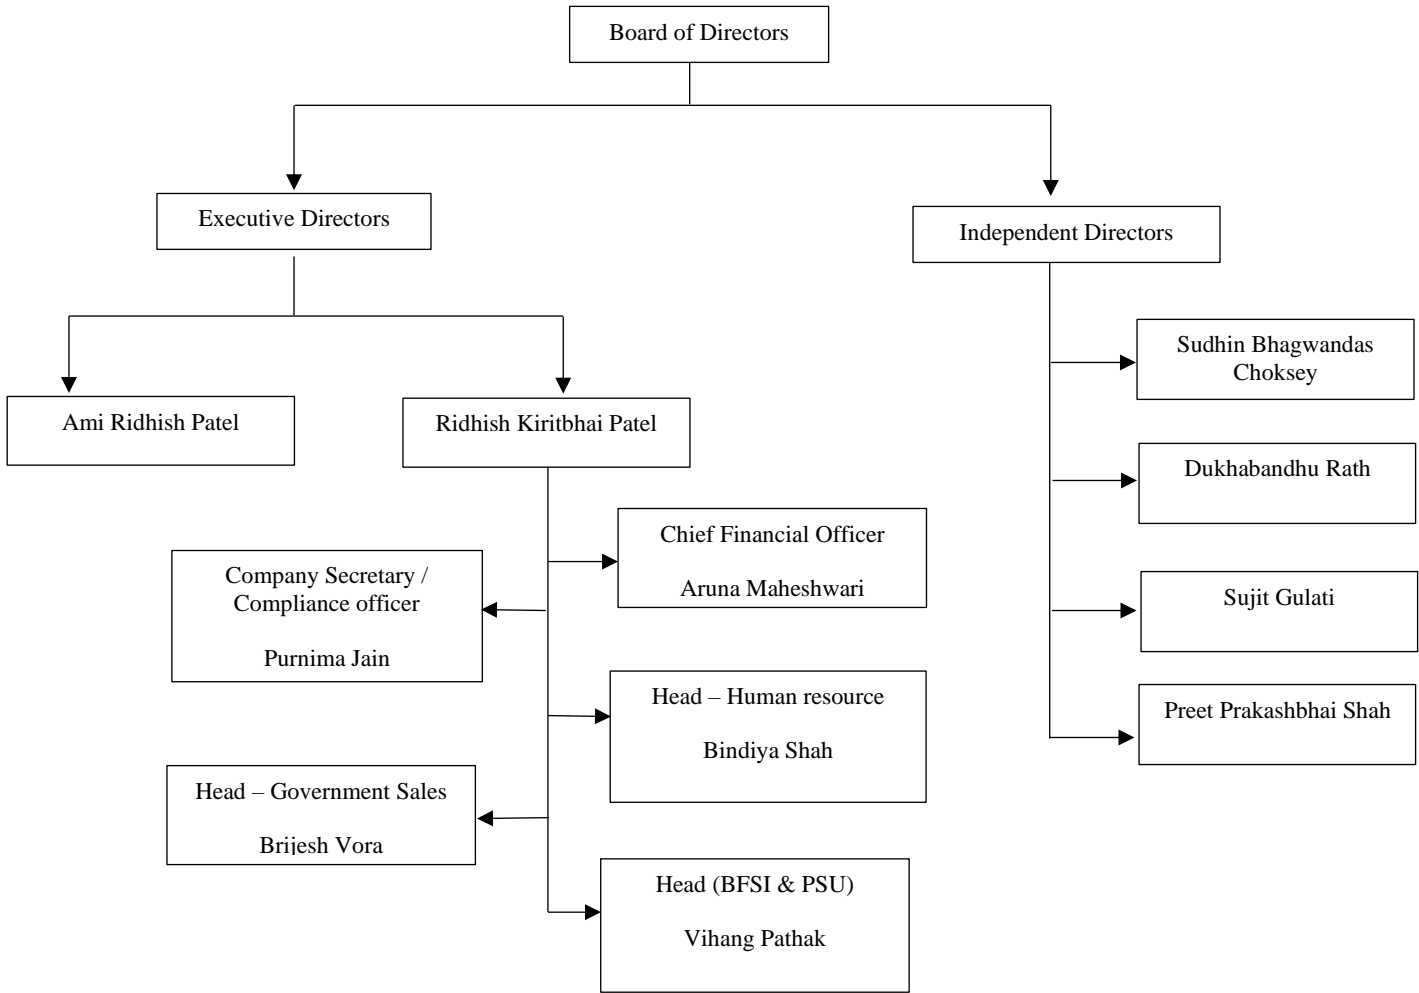 Board of Directors
Executive Directors
Independent Directors
Ami Ridhish Patel
Ridhish Kiritbhai Patel
Sudhin Bhagwandas
Choksey
Dukhabandhu Rath
Sujit Gulati
Preet Prakashbhai Shah
Chief Financial Officer
Aruna Maheshwari
Company Secretary /
Compliance officer
Purnima Jain
Head – Human resource
Bindiya Shah
Head – Government Sales
Brijesh Vora
Head (BFSI & PSU)
Vihang Pathak